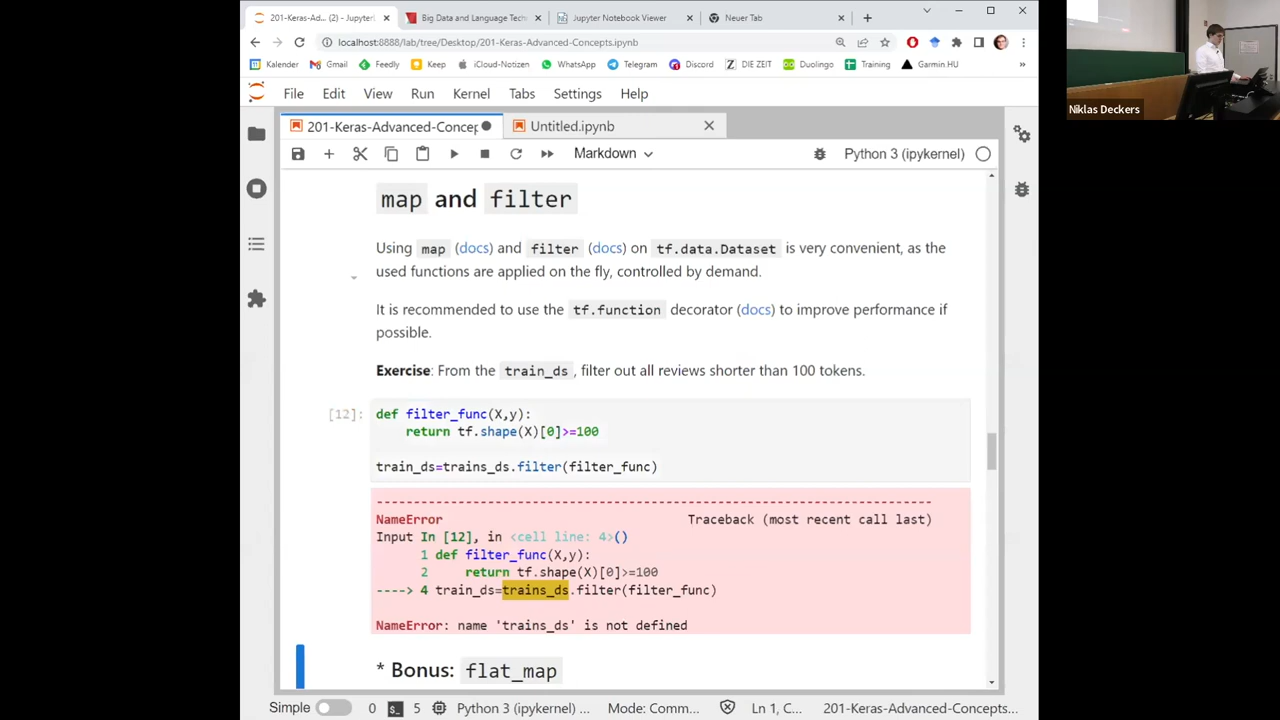 201-Keras-Ad... (2) - Jupyterl
Big Data and Language Techn
Jupyter Notebook Viewer
Neuer Tab
localhost:8888/lab/tree/Desktop/201-Keras-Advanced-Concepts.ipynb
Kalender Gmail Feedly Keep iCloud-Notizen WhatsApp Telegram Discord DIE ZEIT Duolingo Training Garmin HU »
Niklas Deckers
File Edit View Run Kernel Tabs Settings Help
201-Keras-Advanced-Concep
Untitled.ipynb
Markdown
Python 3 (ipykernel)
map and filter
Using map (docs) and filter (docs) on tf.data.Dataset is very convenient, as the
used functions are applied on the fly, controlled by demand.
It is recommended to use the tf.function decorator (docs) to improve performance if
possible.
Exercise: From the train_ds , filter out all reviews shorter than 100 tokens.
[12]: def filter_func(X,y):
return tf.shape(X)[0]>=100
train_ds=trains_ds.filter(filter_func)
---------------------------------------------------------------------------
NameError Traceback (most recent call last)
Input In [12], in <cell line: 4>()
1 def filter_func(X,y):
2 return tf.shape(X)[0]>=100
----> 4 train_ds=trains_ds.filter(filter_func)
NameError: name 'trains_ds' is not defined
* Bonus: flat_map
Simple 0 5 Python 3 (ipykernel) ... Mode: Comm... Ln 1, C... 201-Keras-Advanced-Concepts...